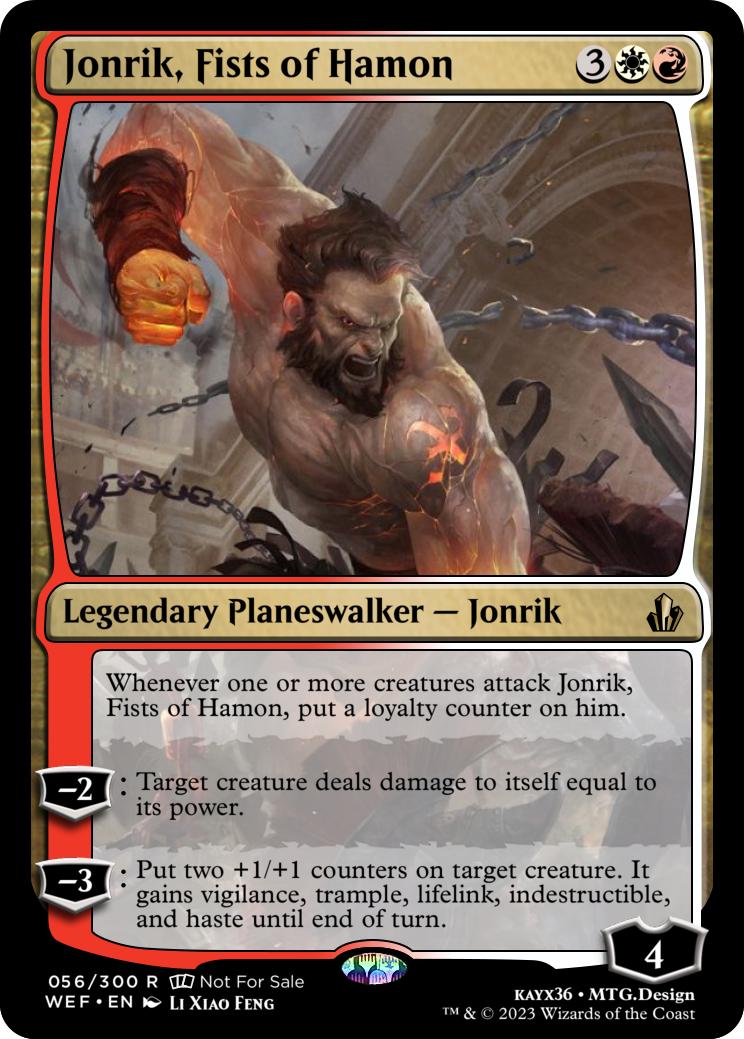 Jonrik, Fists of Hamon 3
Legendary Planeswalker — Jonrik
Whenever one or more creatures attack Jonrik,
Fists of Hamon, put a loyalty counter on him.
−2 : Target creature deals damage to itself equal to
its power.
−3 : Put two +1/+1 counters on target creature. It
gains vigilance, trample, lifelink, indestructible,
and haste until end of turn.
4
056/300 R Not For Sale
WEF • EN Li Xiao Feng
KAYX36 • MTG.Design
™ & © 2023 Wizards of the Coast